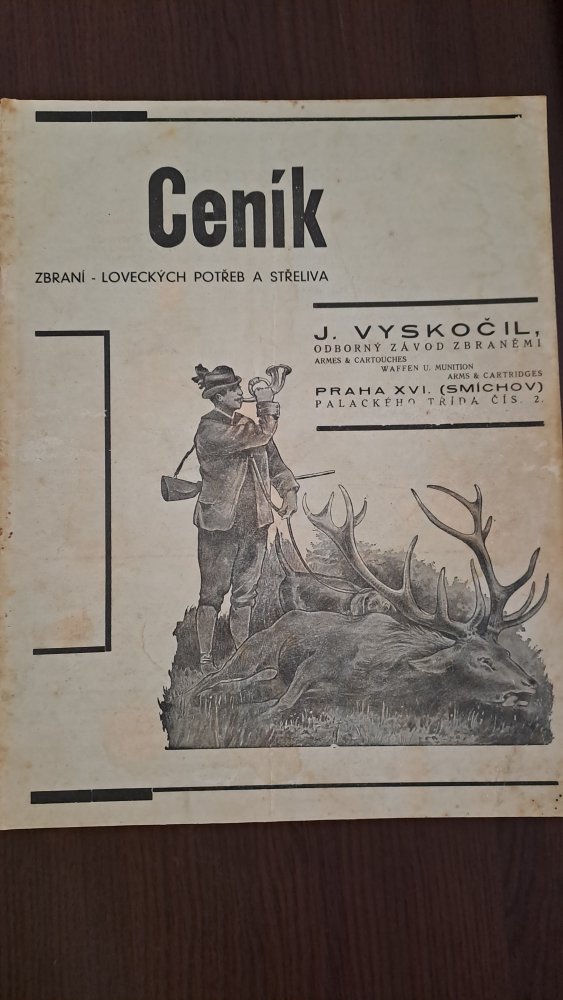 Ceník
ZBRANÍ - LOVECKÝCH POTŘEB A STŘELIVA
J. VYSKOČIL,
ODBORNÝ ZÁVOD ZBRANĚMI
ARMES & CARTOUCHES
WAFFEN U. MUNITION
ARMS & CARTRIDGES
PRAHA XVI. (SMÍCHOV)
PALACKÉHO TŘÍDA ČÍS. 2.